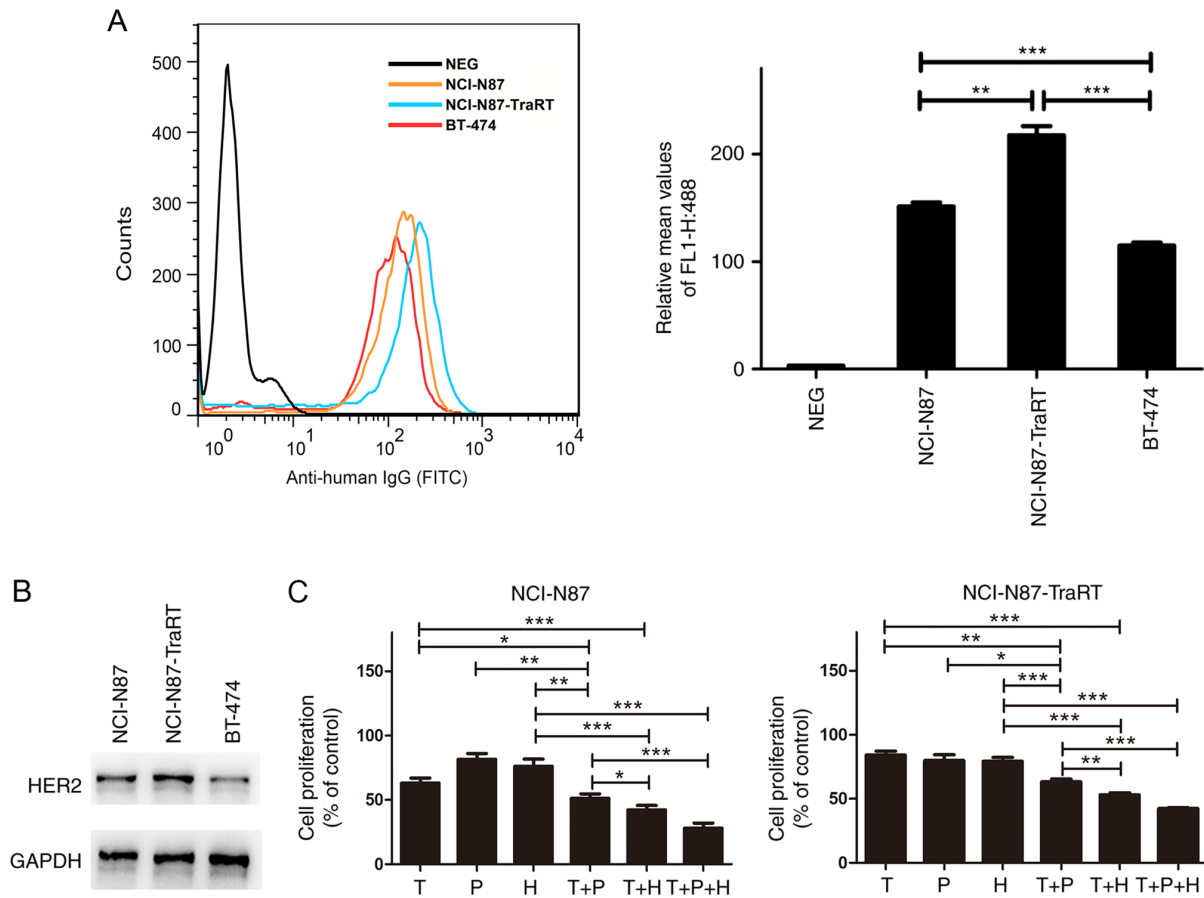 A
500
400
300
200
100
0
Counts
10^0
10^1
10^2
10^3
10^4
Anti-human IgG (FITC)
NEG
NCI-N87
NCI-N87-TraRT
BT-474
Relative mean values
of FL1-H:488
200
100
0
***
**
***
NEG
NCI-N87
NCI-N87-TraRT
BT-474
B
NCI-N87
NCI-N87-TraRT
BT-474
HER2
GAPDH
C
NCI-N87
Cell proliferation
(% of control)
150
100
50
0
***
*
**
**
***
***
***
*
T P H T+P T+H T+P+H
NCI-N87-TraRT
Cell proliferation
(% of control)
150
100
50
0
***
**
*
***
***
***
***
**
T P H T+P T+H T+P+H